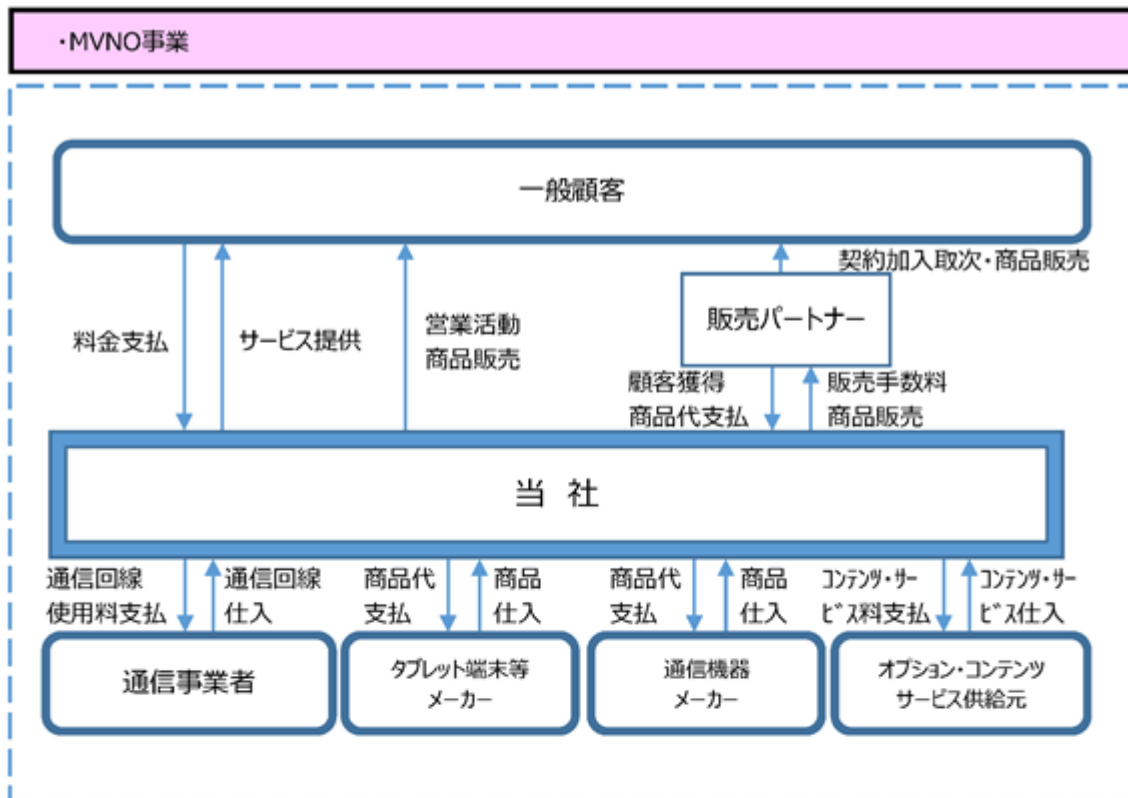 ・MVNO事業
一般顧客
契約加入取次・商品販売
販売パートナー
料金支払
サービス提供
営業活動
商品販売
顧客獲得
商品代支払
販売手数料
商品販売
当 社
通信回線
使用料支払
通信回線
仕入
商品代
支払
商品
仕入
商品代
支払
商品
仕入
コンテンツ・サー
ビス料支払
コンテンツ・サー
ビス仕入
通信事業者
タブレット端末等
メーカー
通信機器
メーカー
オプション・コンテンツ
サービス供給元